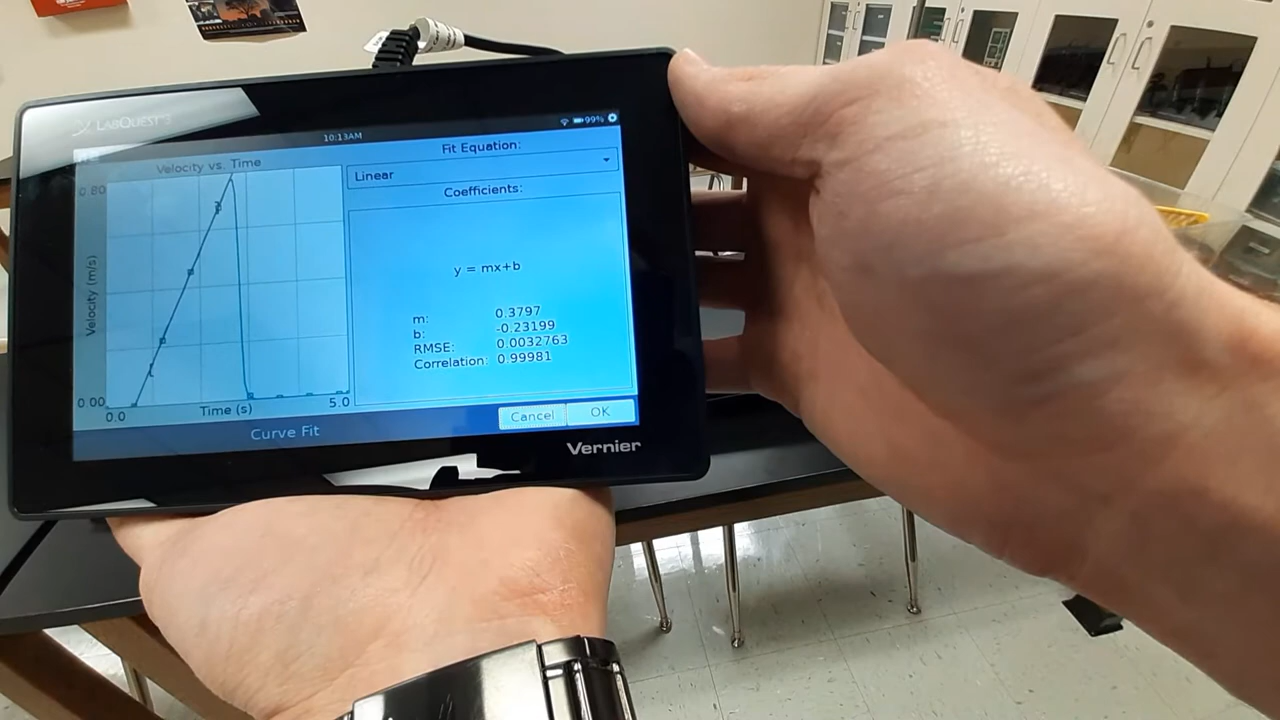 LABQUEST 3
10:13AM
99%
Velocity vs. Time
0.80
Velocity (m/s)
0.00
0.0
Time (s)
5.0
Fit Equation:
Linear
Coefficients:
y = mx+b
m: 0.3797
b: -0.23199
RMSE: 0.0032763
Correlation: 0.99981
Cancel
OK
Curve Fit
Vernier